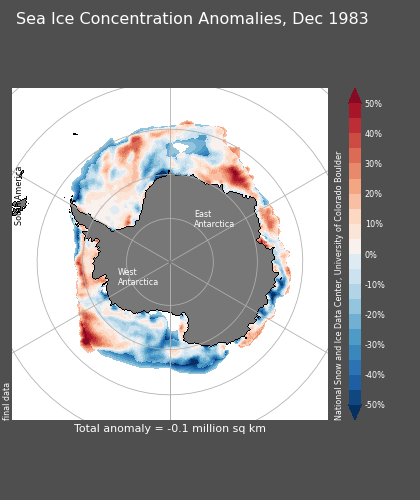 Sea Ice Concentration Anomalies, Dec 1983
South America
East
Antarctica
West
Antarctica
50%
40%
30%
20%
10%
0%
-10%
-20%
-30%
-40%
-50%
National Snow and Ice Data Center, University of Colorado Boulder
final data
Total anomaly = -0.1 million sq km